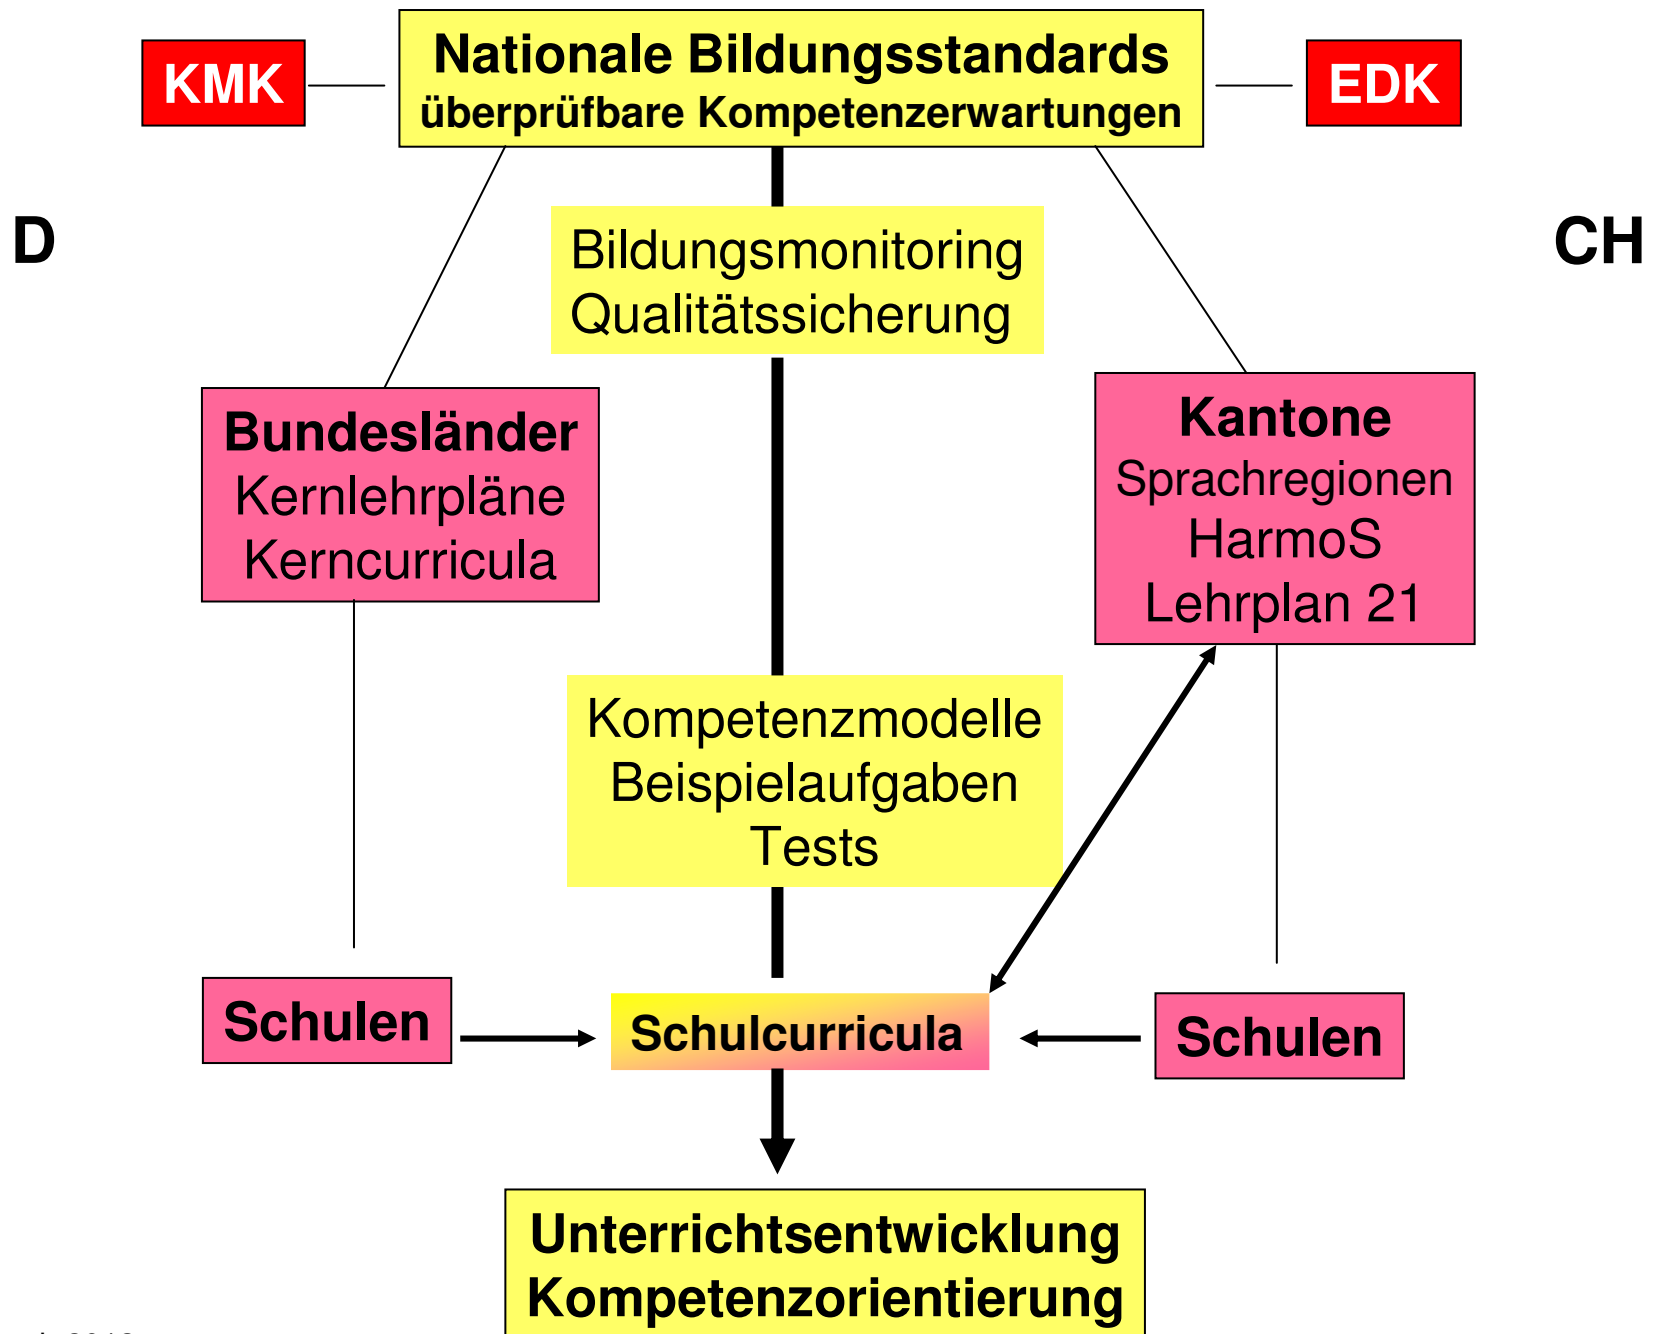 KMK
Nationale Bildungsstandards
überprüfbare Kompetenzerwartungen
EDK
D
CH
Bildungsmonitoring
Qualitätssicherung
Bundesländer
Kernlehrpläne
Kerncurricula
Kantone
Sprachregionen
HarmoS
Lehrplan 21
Kompetenzmodelle
Beispielaufgaben
Tests
Schulen
Schulcurricula
Schulen
Unterrichtsentwicklung
Kompetenzorientierung